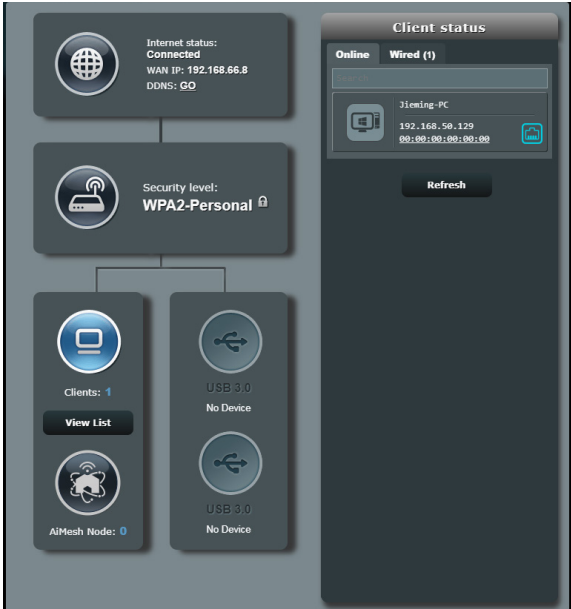 Internet status:
Connected
WAN IP: 192.168.66.8
DDNS: GO
Security level:
WPA2-Personal
Clients: 1
View List
AiMesh Node: 0
USB 3.0
No Device
USB 3.0
No Device
Client status
Online Wired (1)
Search
Jieming-PC
192.168.50.129
00:00:00:00:00:00
Refresh